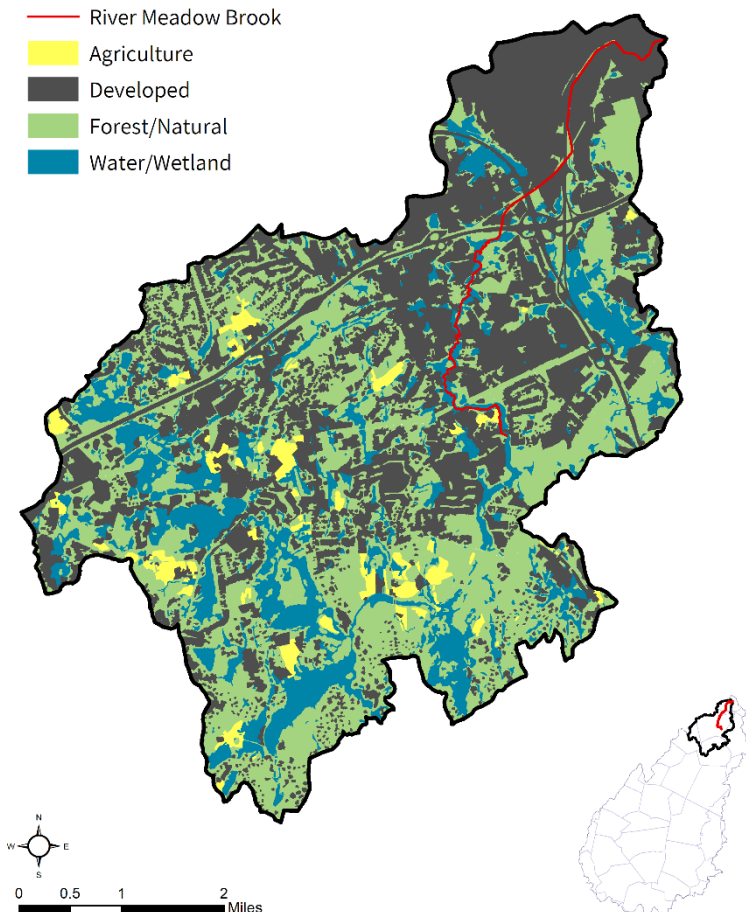 River Meadow Brook
Agriculture
Developed
Forest/Natural
Water/Wetland
N
W E
S
0 0.5 1 2
Miles